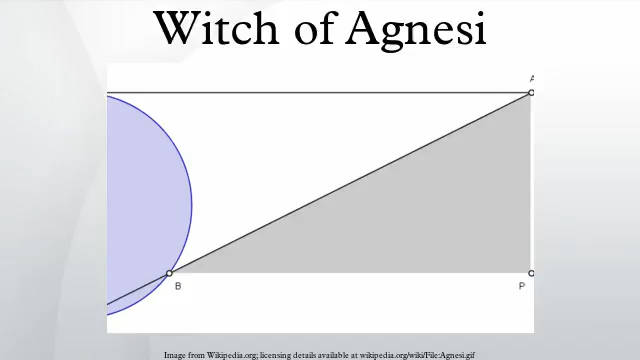 Witch of Agnesi
A
B
P
Image from Wikipedia.org; licensing details available at wikipedia.org/wiki/File:Agnesi.gif